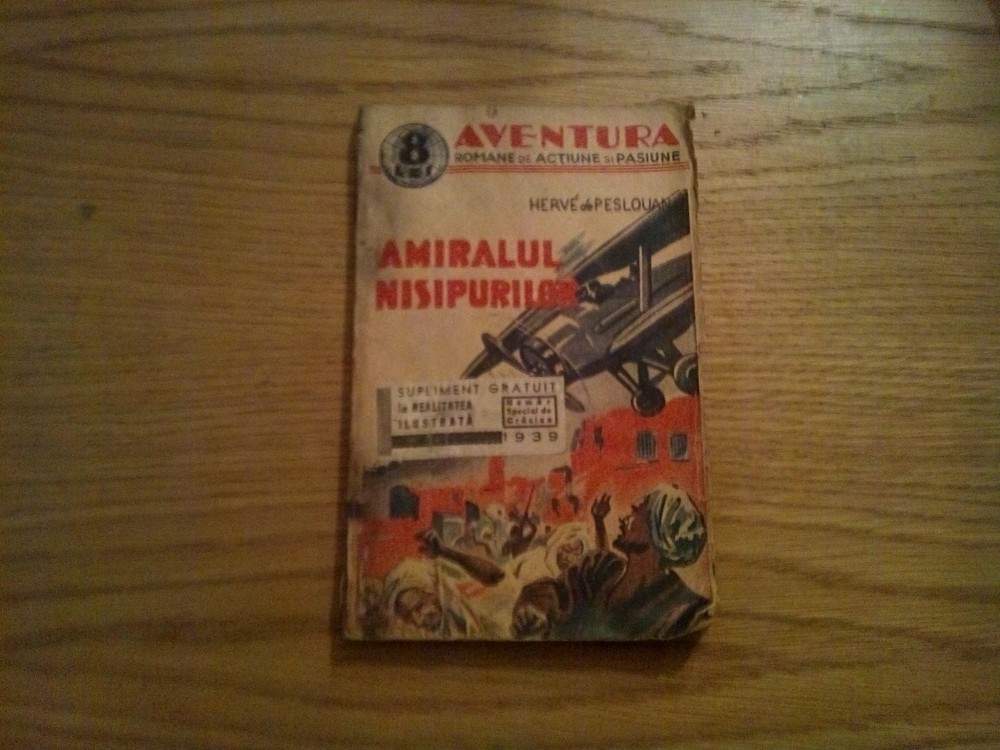 8
LEI
AVENTURA
ROMANE DE ACTIUNE SI PASIUNE
HERVÉ de PESLOUAN
AMIRALUL
NISIPURILOR
SUPLIMENT GRATUIT
la REALITATEA
ILUSTRATĂ
Număr
Special de
Crăciun
1939